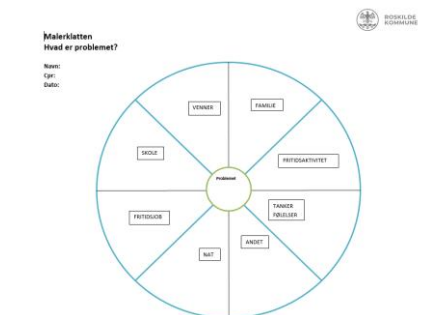 ROSKILDE
KOMMUNE
Malerklatten
Hvad er problemet?
Navn:
Cpr:
Dato:
VENNER
FAMILIE
SKOLE
FRITIDSAKTIVITET
Problemet
FRITIDSJOB
TANKER
FØLELSER
ANDET
NAT